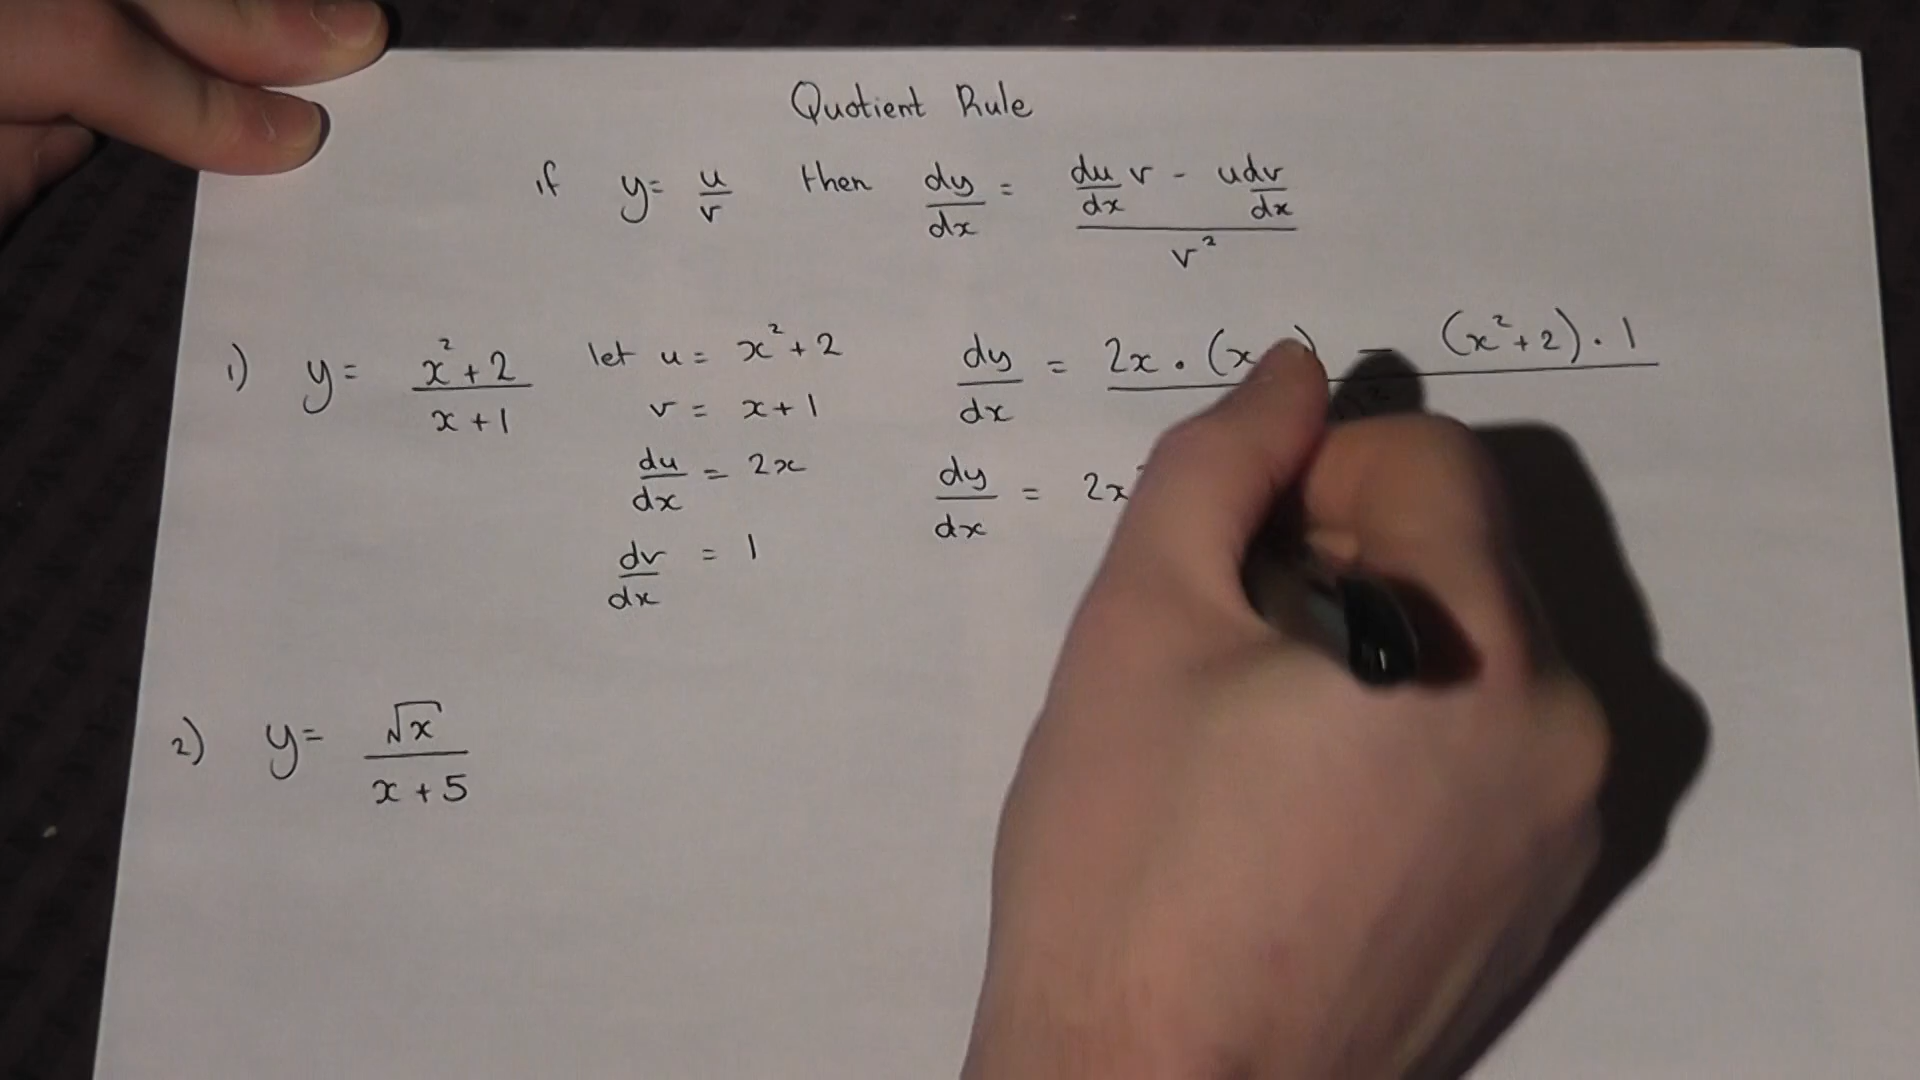 Quotient Rule
if y = u/v then dy/dx = (du/dx v - u dv/dx)/v²
1) y = (x² + 2)/(x + 1)
let u = x² + 2
v = x + 1
du/dx = 2x
dv/dx = 1
dy/dx = 2x . (x ) - (x² + 2) . 1
dy/dx = 2x
2) y = √x/(x + 5)